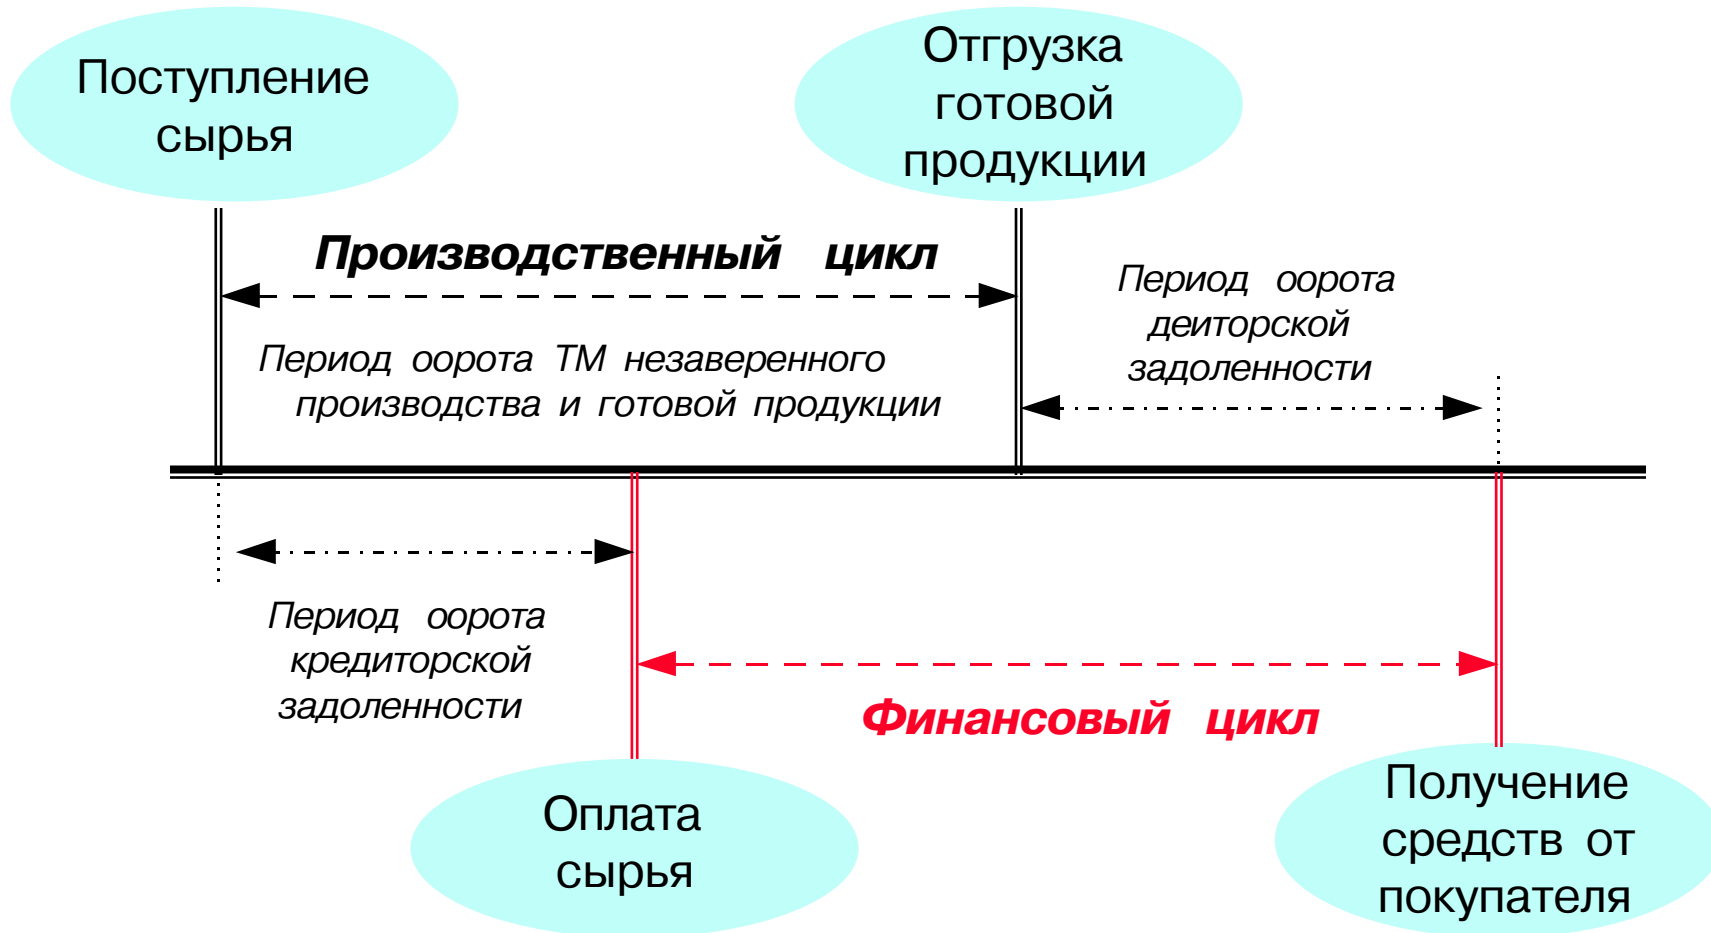 Поступление
сырья
Отгрузка
готовой
продукции
Производственный цикл
Период оорота
деиторской
задоленности
Период оорота ТМ незаверенного
производства и готовой продукции
Период оорота
кредиторской
задоленности
Финансовый цикл
Оплата
сырья
Получение
средств от
покупателя